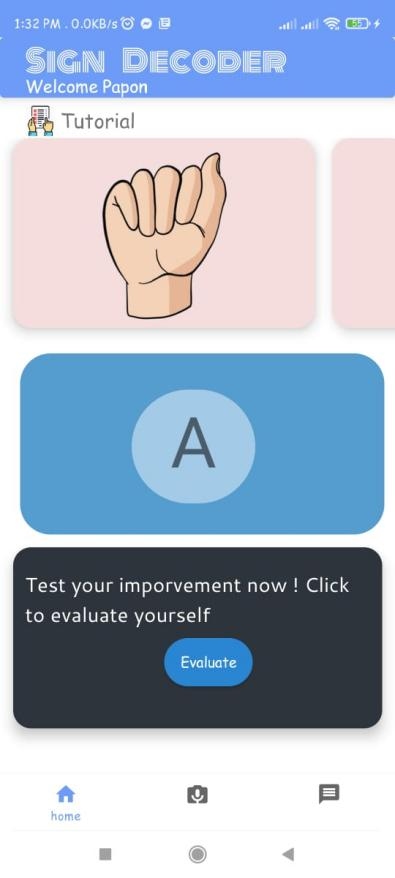 1:32 PM . 0.0KB/s
55
Sign Decoder
Welcome Papon
Tutorial
A
Test your imporvement now ! Click
to evaluate yourself
Evaluate
home